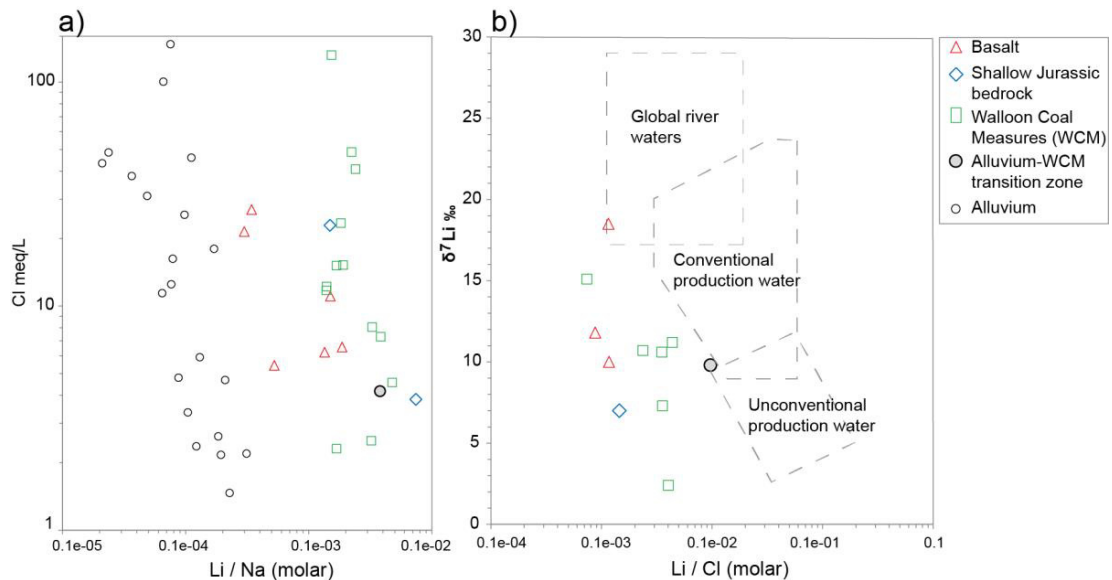 a)
100
10
1
Cl meq/L
0.1e-05
0.1e-04
0.1e-03
0.1e-02
Li / Na (molar)
b)
30
25
20
15
10
5
0
δ⁷Li ‰
Global river
waters
Conventional
production water
Unconventional
production water
0.1e-04
0.1e-03
0.1e-02
0.1e-01
0.1
Li / Cl (molar)
Basalt
Shallow Jurassic
bedrock
Walloon Coal
Measures (WCM)
Alluvium-WCM
transition zone
Alluvium